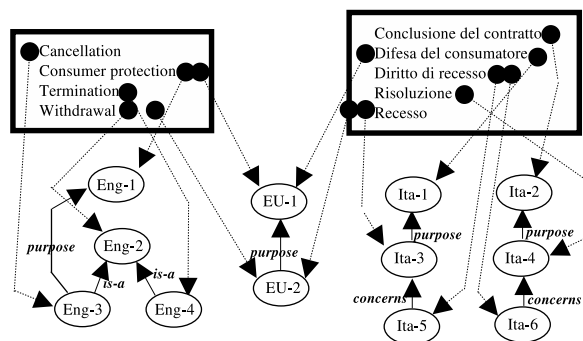 Cancellation
Consumer protection
Termination
Withdrawal
Conclusione del contratto
Difesa del consumatore
Diritto di recesso
Risoluzione
Recesso
Eng-1
EU-1
Ita-1
Ita-2
purpose
Eng-2
purpose
purpose
purpose
is-a
is-a
EU-2
Ita-3
Ita-4
Eng-3
Eng-4
concerns
concerns
Ita-5
Ita-6